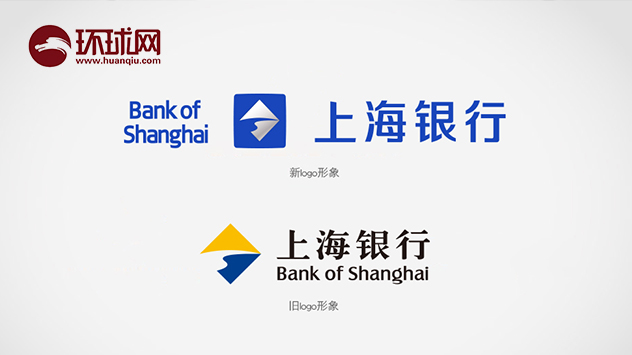 环球网
www.huanqiu.com
Bank of
Shanghai
上海银行
新logo形象
上海银行
Bank of Shanghai
旧logo形象